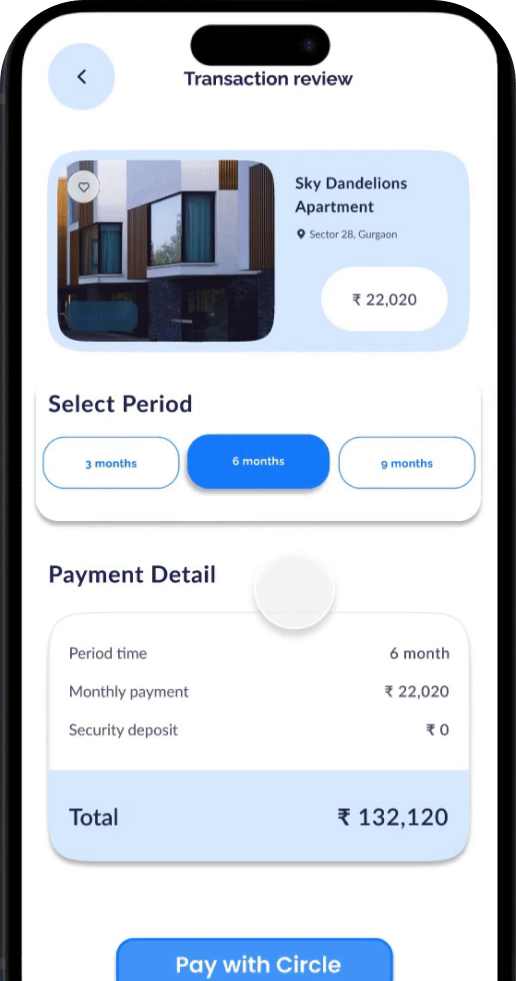 Transaction review
Sky Dandelions
Apartment
Sector 28, Gurgaon
₹ 22,020
Select Period
3 months
6 months
9 months
Payment Detail
Period time
6 month
Monthly payment
₹ 22,020
Security deposit
₹ 0
Total
₹ 132,120
Pay with Circle